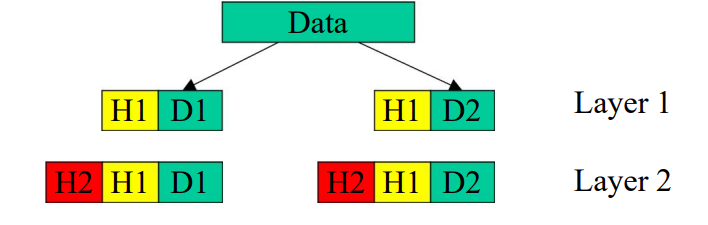 Data
H1 D1 H1 D2 Layer 1
H2 H1 D1 H2 H1 D2 Layer 2